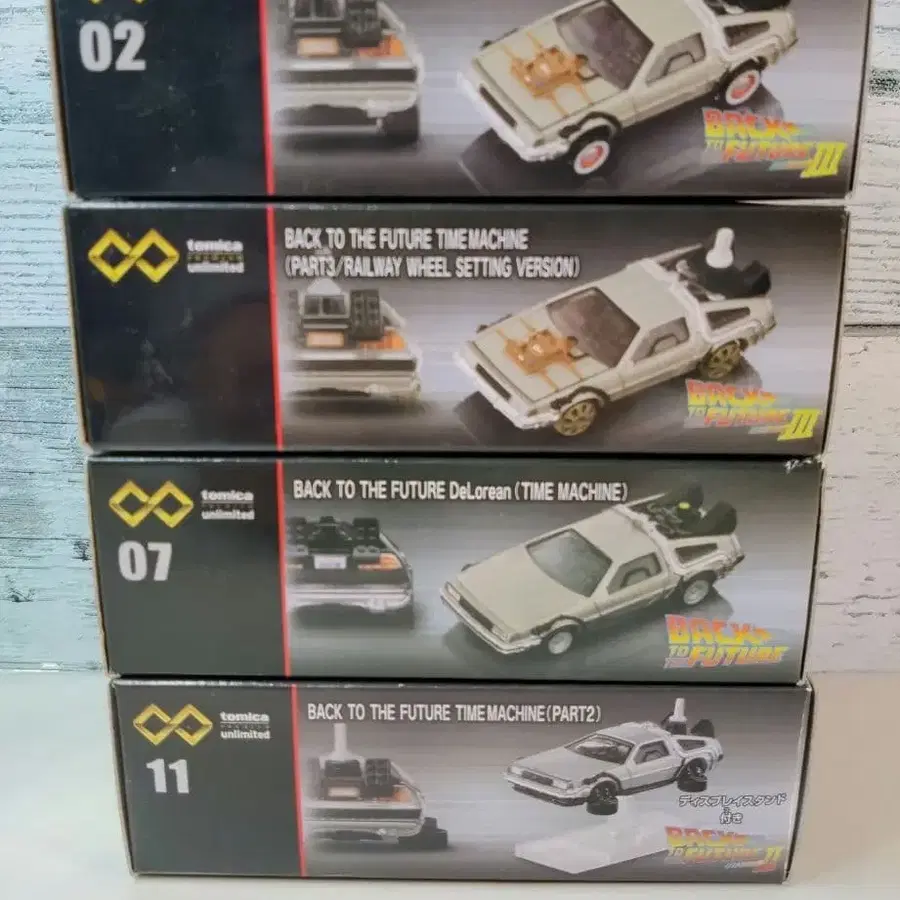 02
BACK
TO THE FUTURE III
tomica
PREMIUM
unlimited
BACK TO THE FUTURE TIME MACHINE
(PART3/RAILWAY WHEEL SETTING VERSION)
BACK
TO THE FUTURE III
tomica
PREMIUM
unlimited
07
BACK TO THE FUTURE DeLorean (TIME MACHINE)
BACK
TO THE FUTURE
tomica
PREMIUM
unlimited
11
BACK TO THE FUTURE TIME MACHINE (PART2)
ディスプレイスタンド
付き
BACK
TO THE FUTURE II